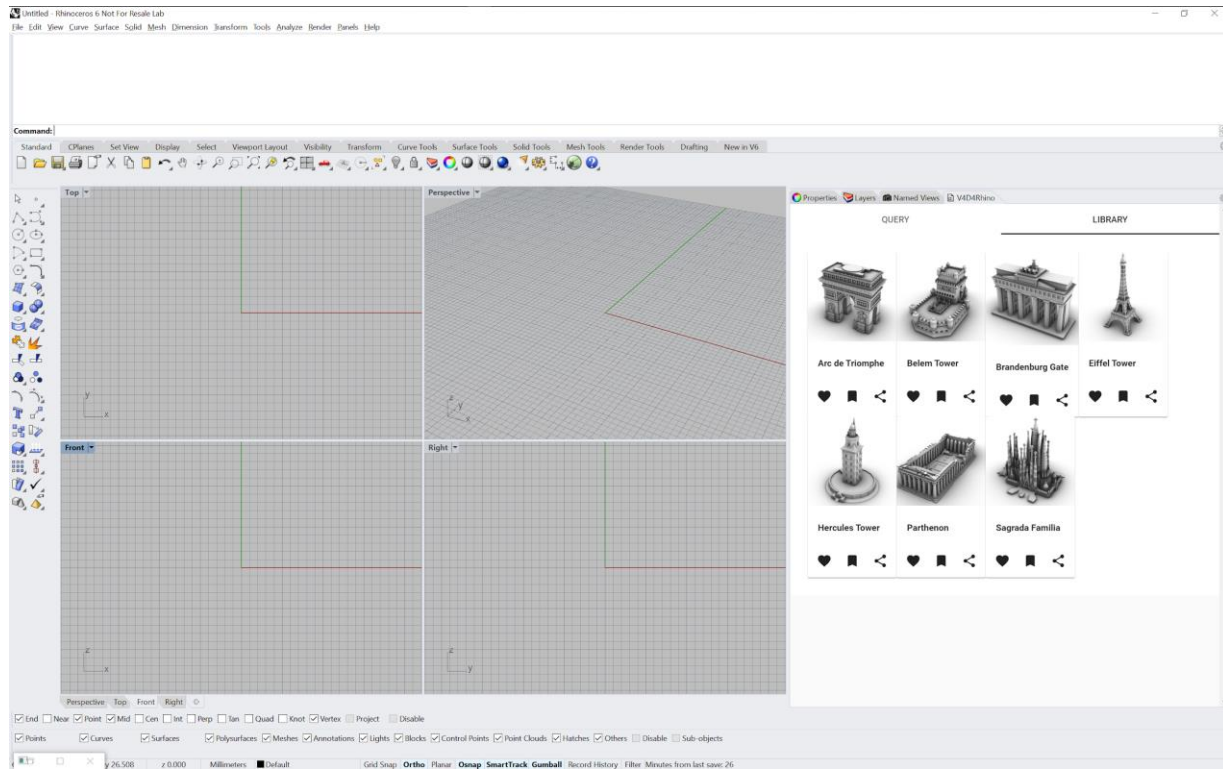 Untitled - Rhinoceros 6 Not For Resale Lab
File Edit View Curve Surface Solid Mesh Dimension Transform Tools Analyze Render Panels Help
Command:
Standard CPlanes Set View Display Select Viewport Layout Visibility Transform Curve Tools Surface Tools Solid Tools Mesh Tools Render Tools Drafting New in V6
Top Perspective
Properties Layers Named Views V4D4Rhino
QUERY LIBRARY
Arc de Triomphe Belem Tower Brandenburg Gate Eiffel Tower
y
x
z
y
x
Front Right
Hercules Tower Parthenon Sagrada Família
z
x
z
y
Perspective Top Front Right
End Near Point Mid Cen Int Perp Tan Quad Knot Vertex Project Disable
Points Curves Surfaces Polysurfaces Meshes Annotations Lights Blocks Control Points Point Clouds Hatches Others Disable Sub-objects
y 26.508 z 0.000 Millimeters Default Grid Snap Ortho Planar Osnap SmartTrack Gumball Record History Filter Minutes from last save: 26